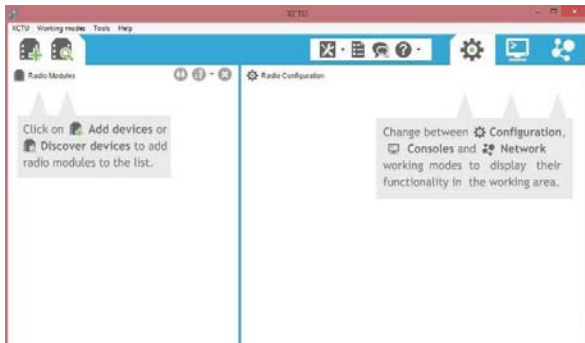 XCTU
XCTU Working modes Tools Help
Radio Modules
Radio Configuration
Click on Add devices or
Discover devices to add
radio modules to the list.
Change between Configuration,
Consoles and Network
working modes to display their
functionality in the working area.